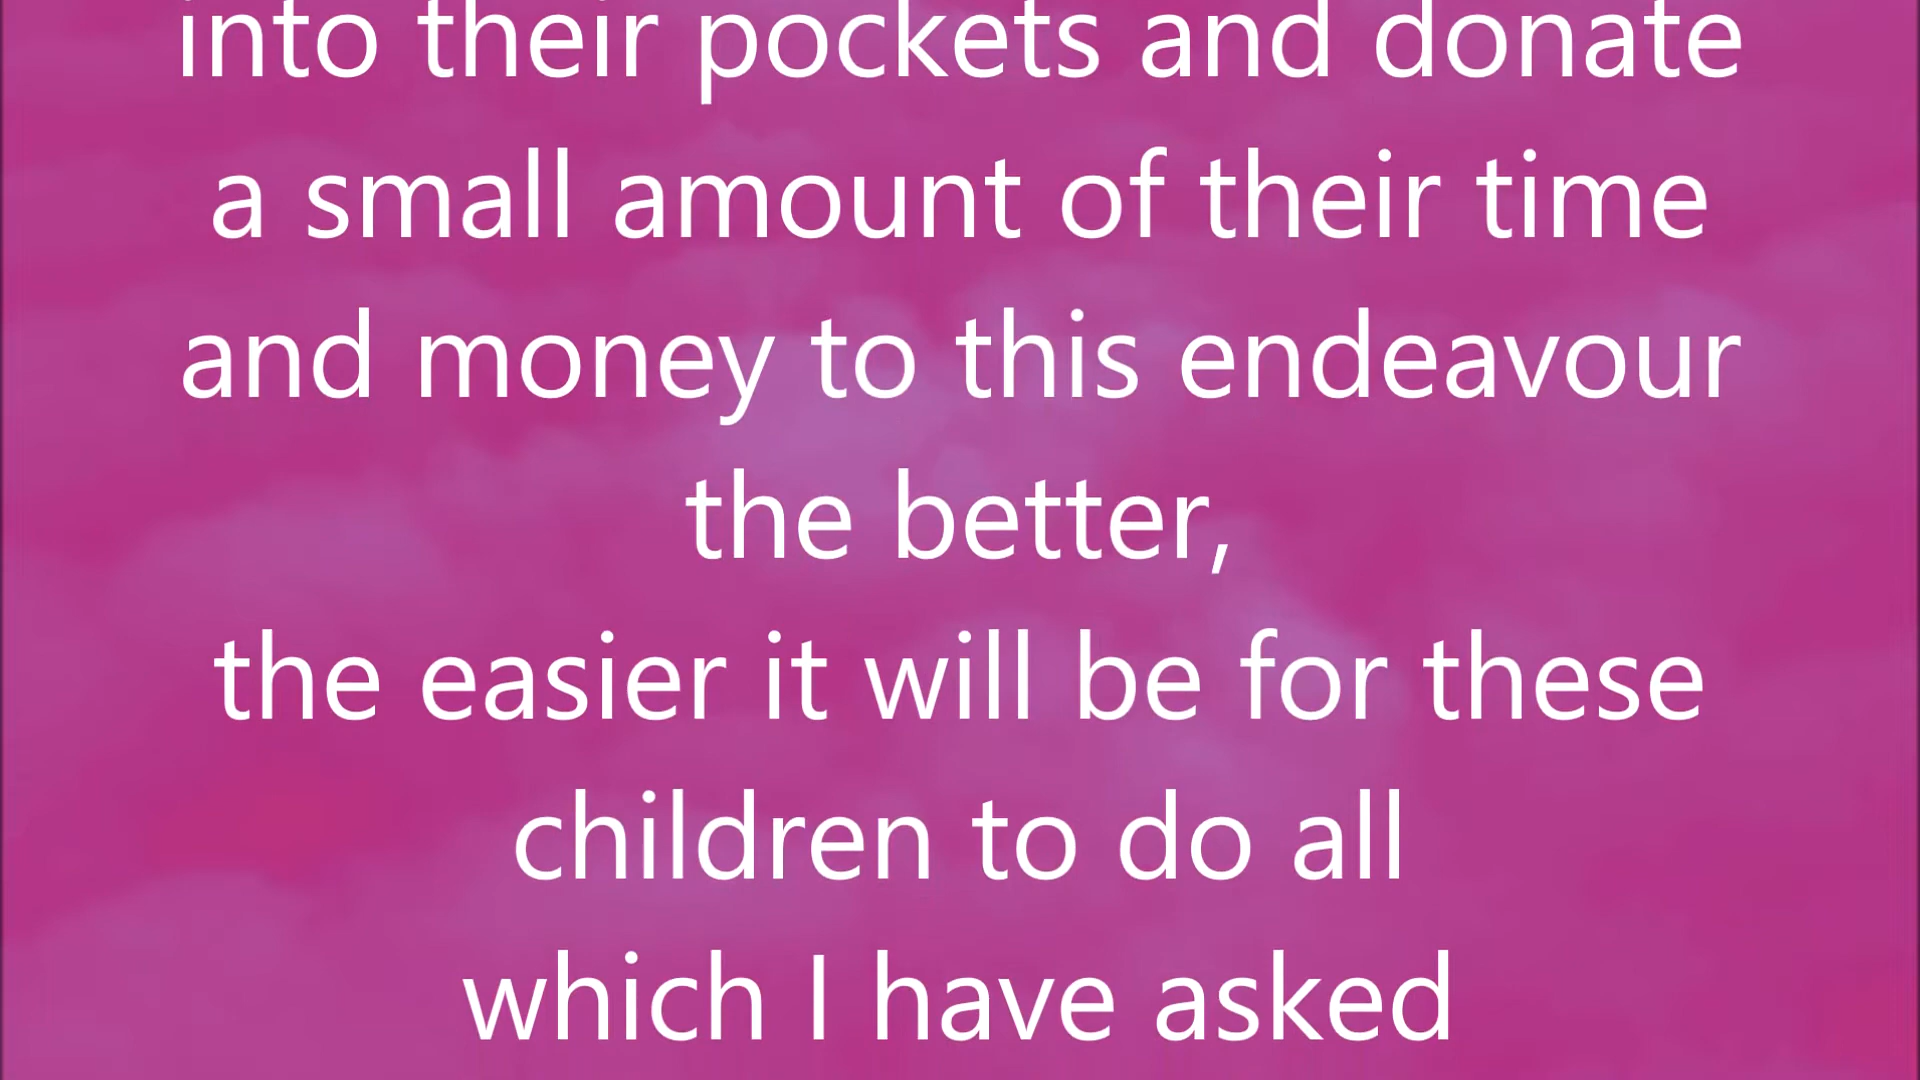 into their pockets and donate
a small amount of their time
and money to this endeavour
the better,
the easier it will be for these
children to do all
which I have asked